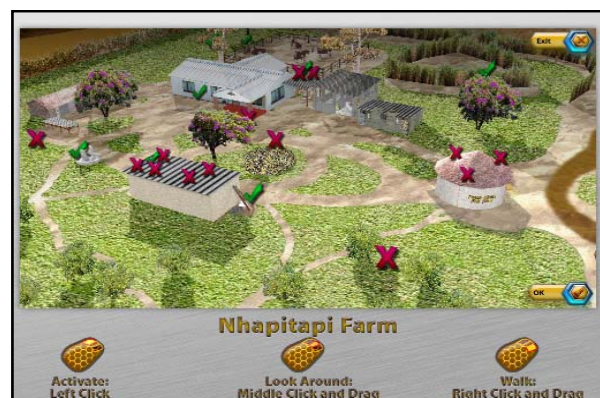 Exit
OK
Nhapitapi Farm
Activate:
Left Click
Look Around:
Middle Click and Drag
Walk:
Right Click and Drag